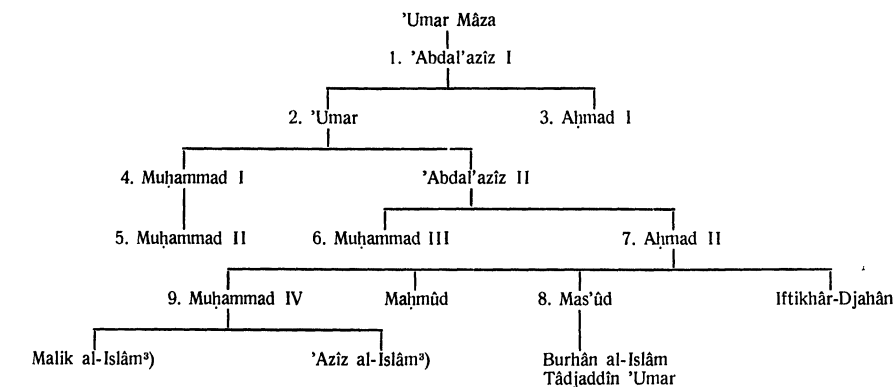 ’Umar Mâza
1. ’Abdal’azîz I
2. ’Umar 3. Aḥmad I
4. Muḥammad I ’Abdal’azîz II
5. Muḥammad II 6. Muḥammad III 7. Aḥmad II
9. Muḥammad IV Maḥmûd 8. Mas’ûd Iftikhâr-Djahân
Malik al-Islâm³) ’Azîz al-Islâm³) Burhân al-Islâm
Tâdjaddîn ’Umar